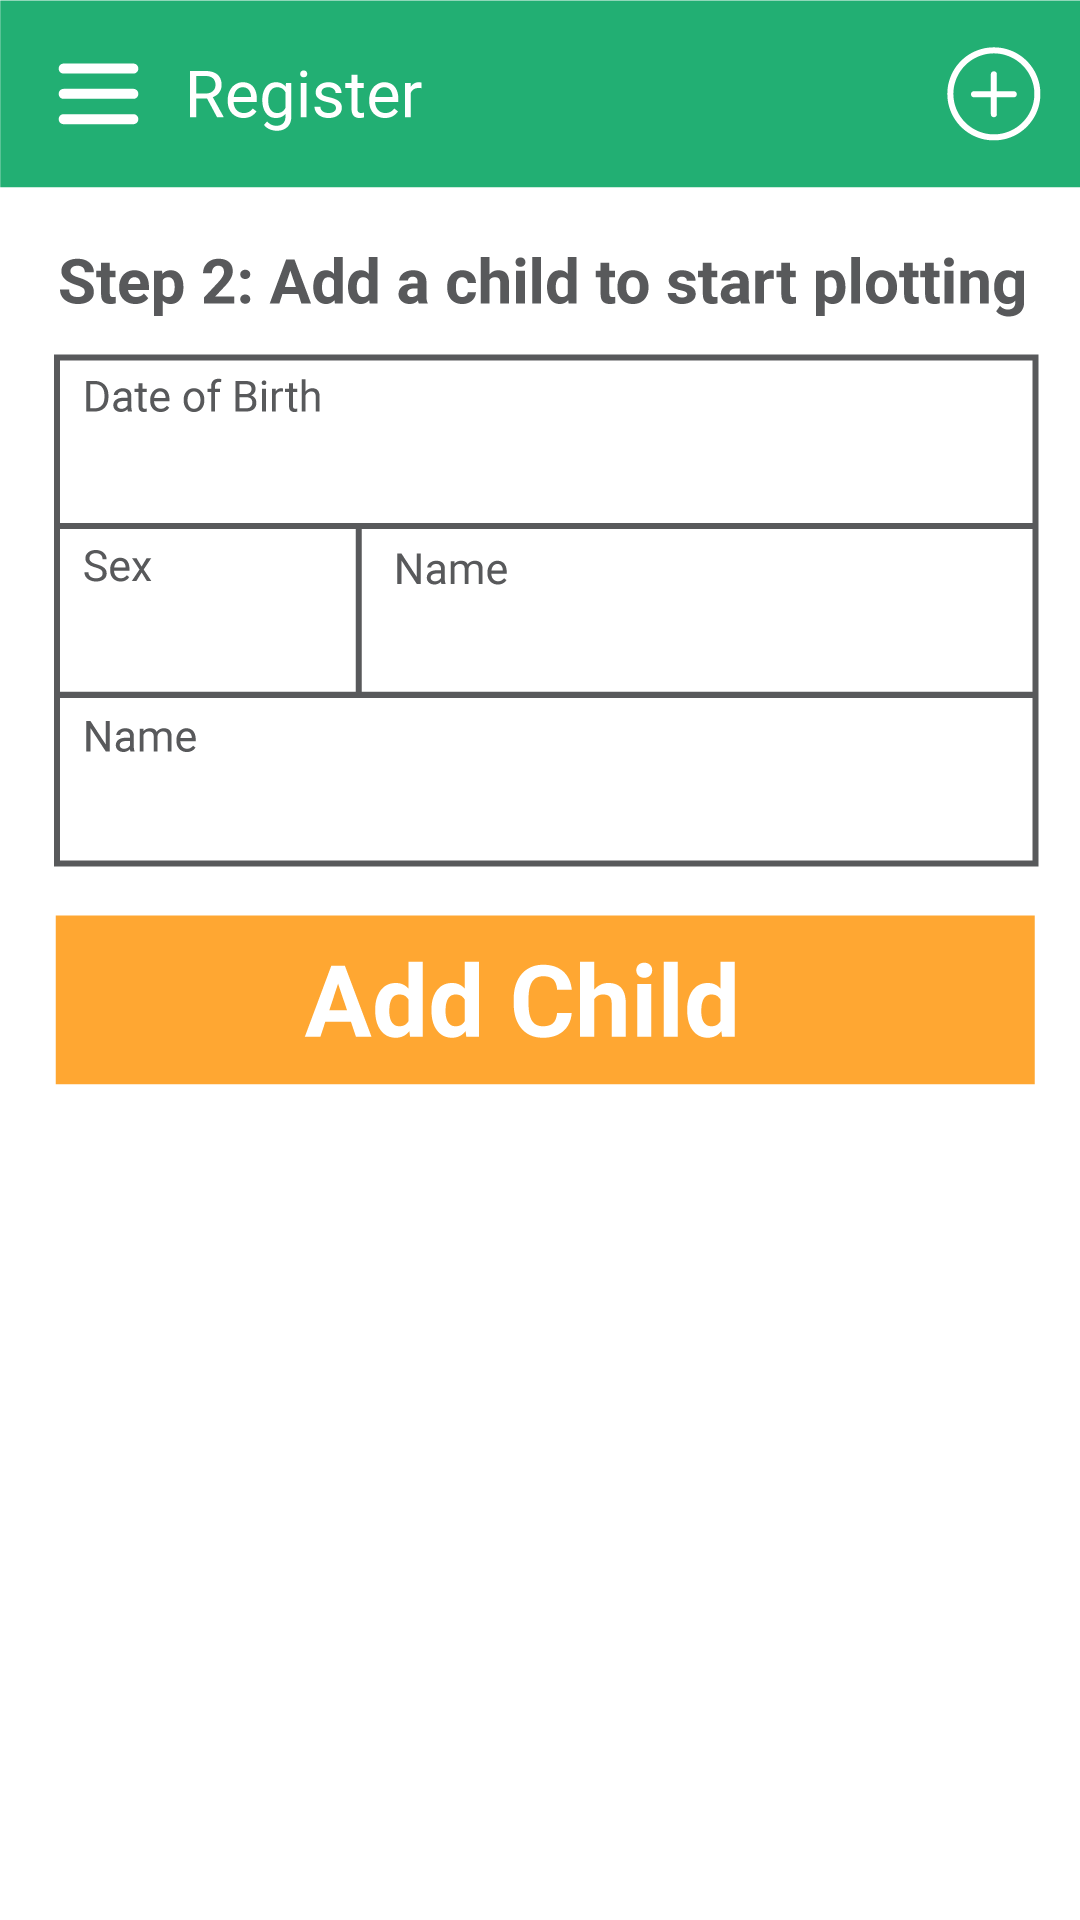 Register
Step 2: Add a child to start plotting
Date of Birth
Sex
Name
Name
Add Child